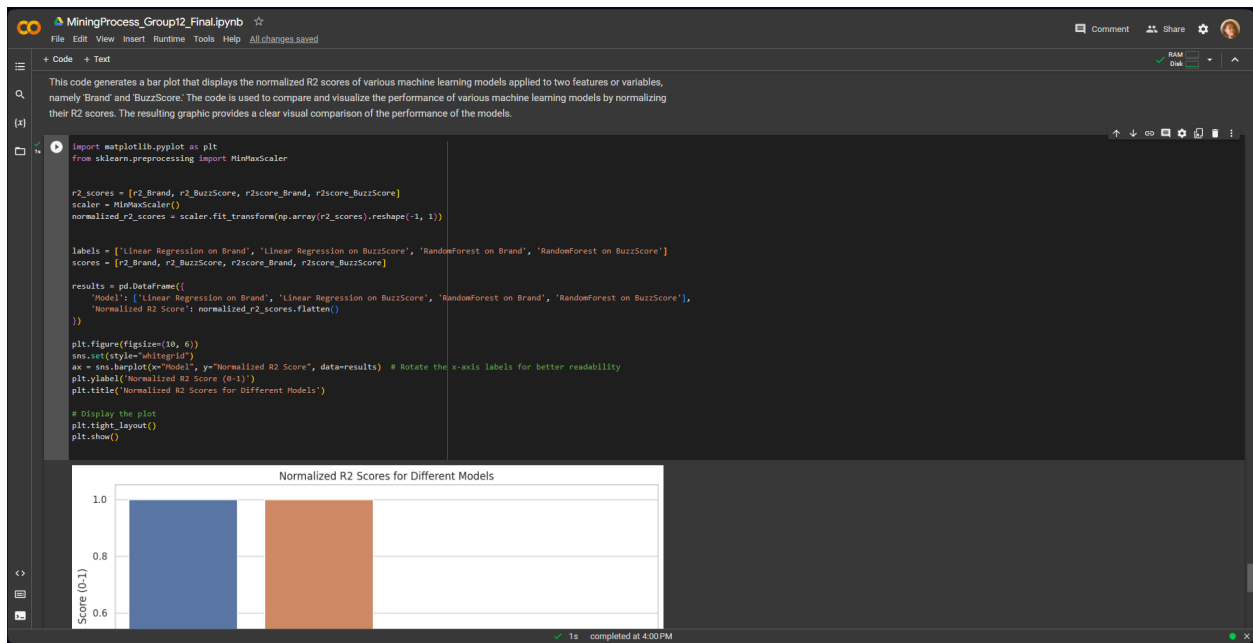 MiningProcess_Group12_Final.ipynb
File Edit View Insert Runtime Tools Help All changes saved
Comment Share
+ Code + Text
RAM
Disk
This code generates a bar plot that displays the normalized R2 scores of various machine learning models applied to two features or variables,
namely 'Brand' and 'BuzzScore.' The code is used to compare and visualize the performance of various machine learning models by normalizing
their R2 scores. The resulting graphic provides a clear visual comparison of the performance of the models.
{x}
1s
import matplotlib.pyplot as plt
from sklearn.preprocessing import MinMaxScaler
r2_scores = [r2_Brand, r2_BuzzScore, r2score_Brand, r2score_BuzzScore]
scaler = MinMaxScaler()
normalized_r2_scores = scaler.fit_transform(np.array(r2_scores).reshape(-1, 1))
labels = ['Linear Regression on Brand', 'Linear Regression on BuzzScore', 'RandomForest on Brand', 'RandomForest on BuzzScore']
scores = [r2_Brand, r2_BuzzScore, r2score_Brand, r2score_BuzzScore]
results = pd.DataFrame({
'Model': ['Linear Regression on Brand', 'Linear Regression on BuzzScore', 'RandomForest on Brand', 'RandomForest on BuzzScore'],
'Normalized R2 Score': normalized_r2_scores.flatten()
})
plt.figure(figsize=(10, 6))
sns.set(style="whitegrid")
ax = sns.barplot(x="Model", y="Normalized R2 Score", data=results) # Rotate the x-axis labels for better readability
plt.ylabel('Normalized R2 Score (0-1)')
plt.title('Normalized R2 Scores for Different Models')
# Display the plot
plt.tight_layout()
plt.show()
Normalized R2 Scores for Different Models
1.0
0.8
0.6
Score (0-1)
1s completed at 4:00 PM